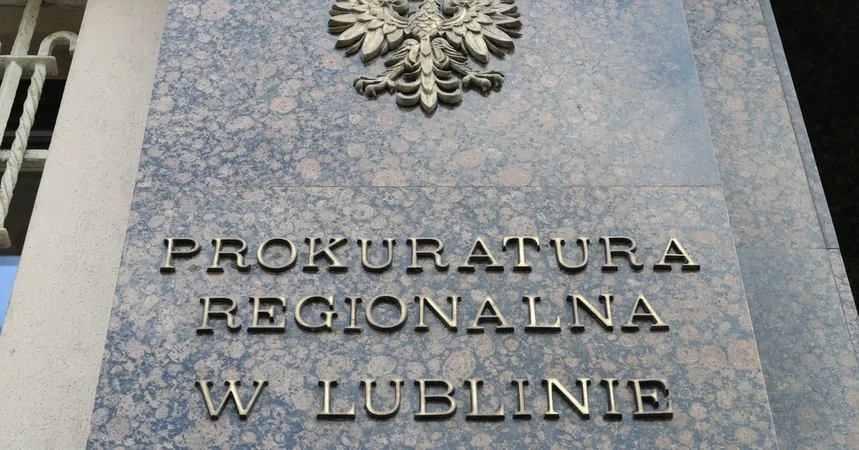 PROKURATURA
REGIONALNA
W LUBLINIE